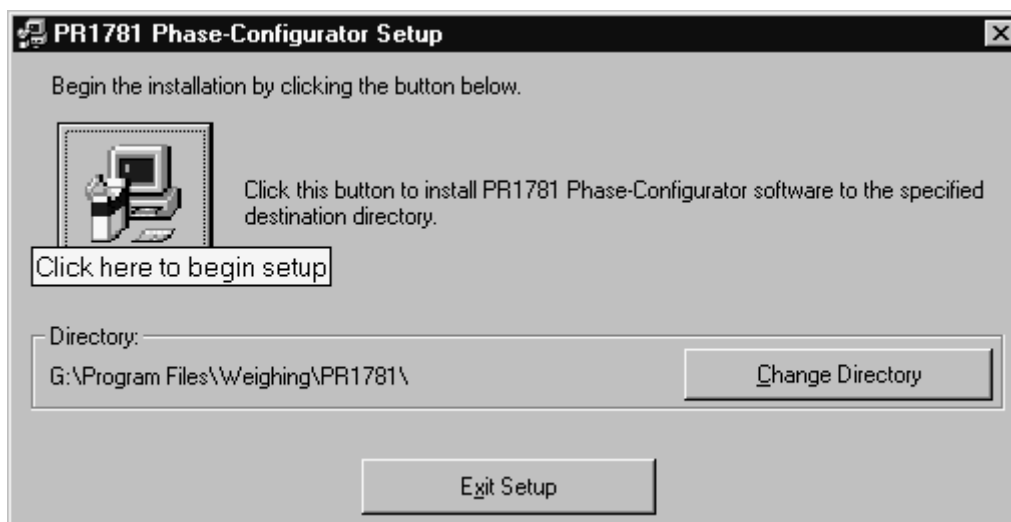 PR1781 Phase-Configurator Setup
Begin the installation by clicking the button below.
Click this button to install PR1781 Phase-Configurator software to the specified
destination directory.
Click here to begin setup
Directory:
G:\Program Files\Weighing\PR1781\
Change Directory
Exit Setup